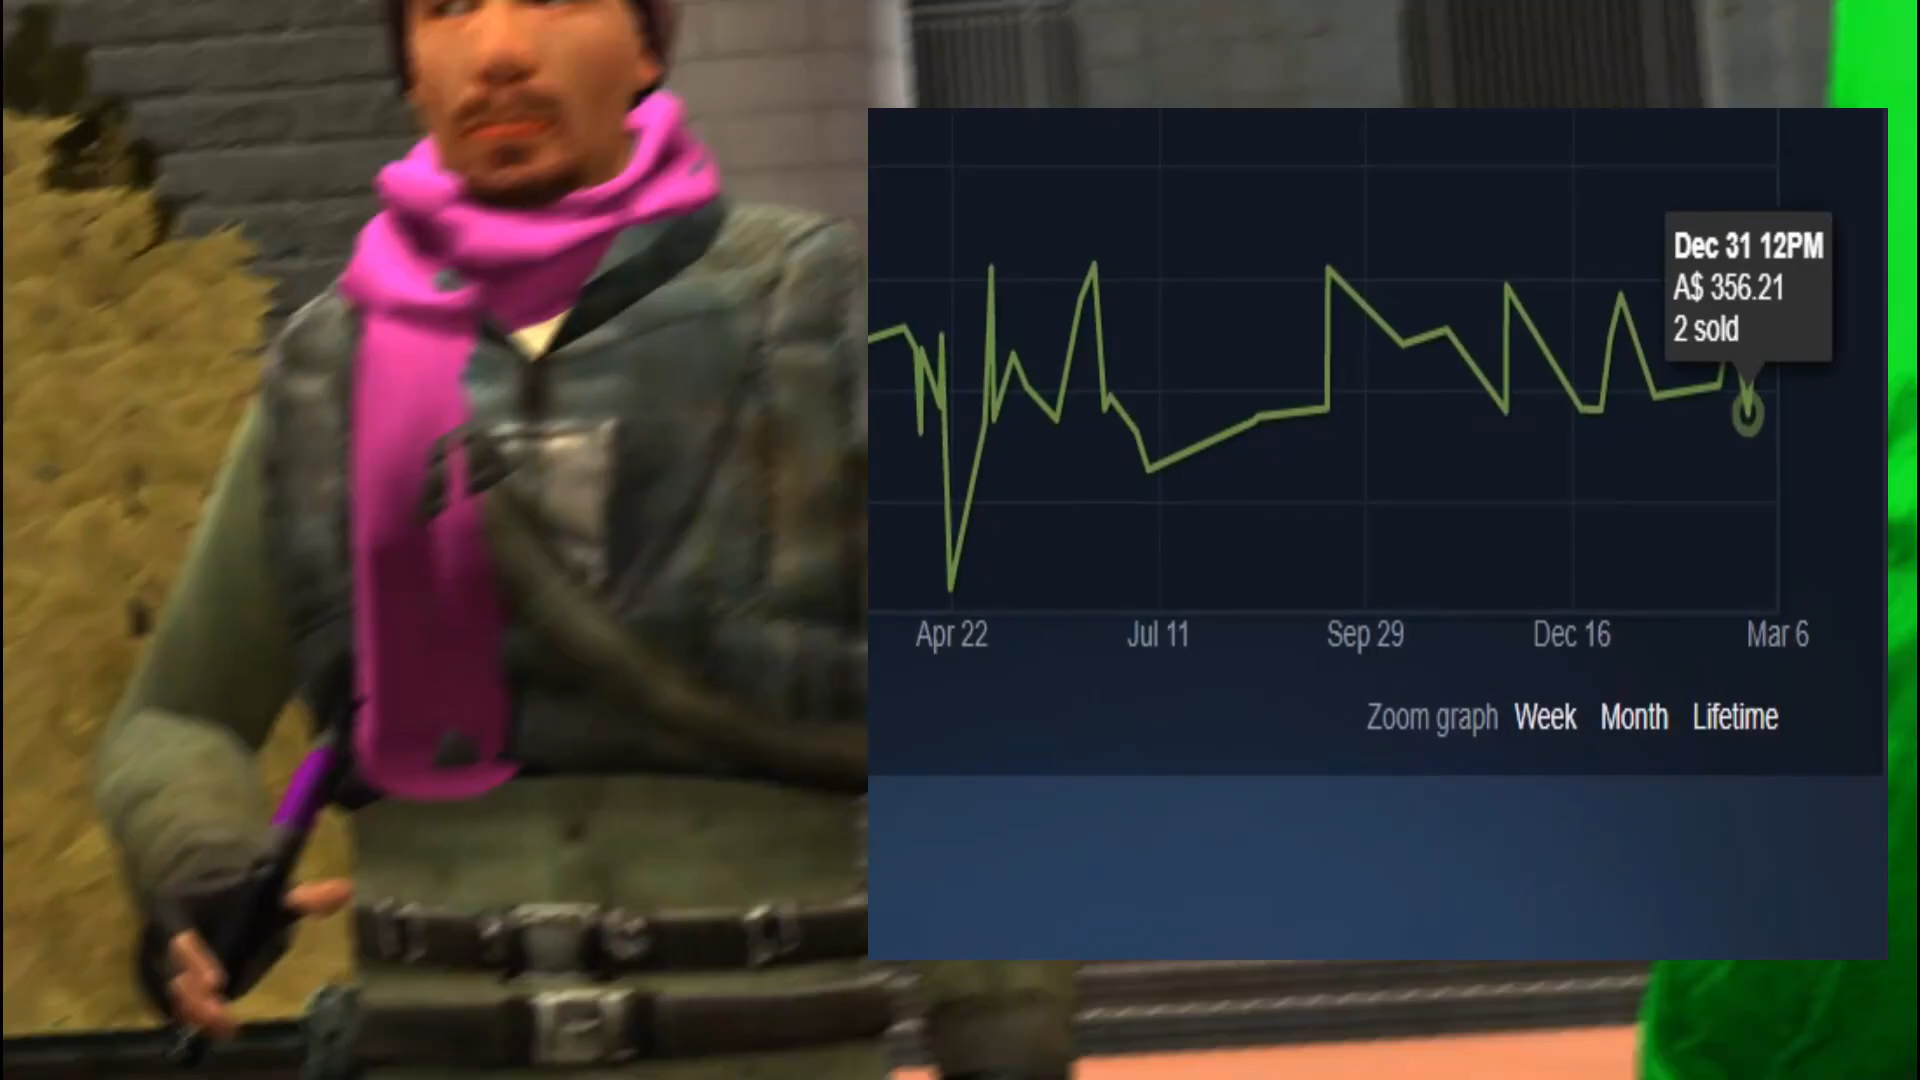 Dec 31 12PM
A$ 356.21
2 sold
Apr 22 Jul 11 Sep 29 Dec 16 Mar 6
Zoom graph Week Month Lifetime